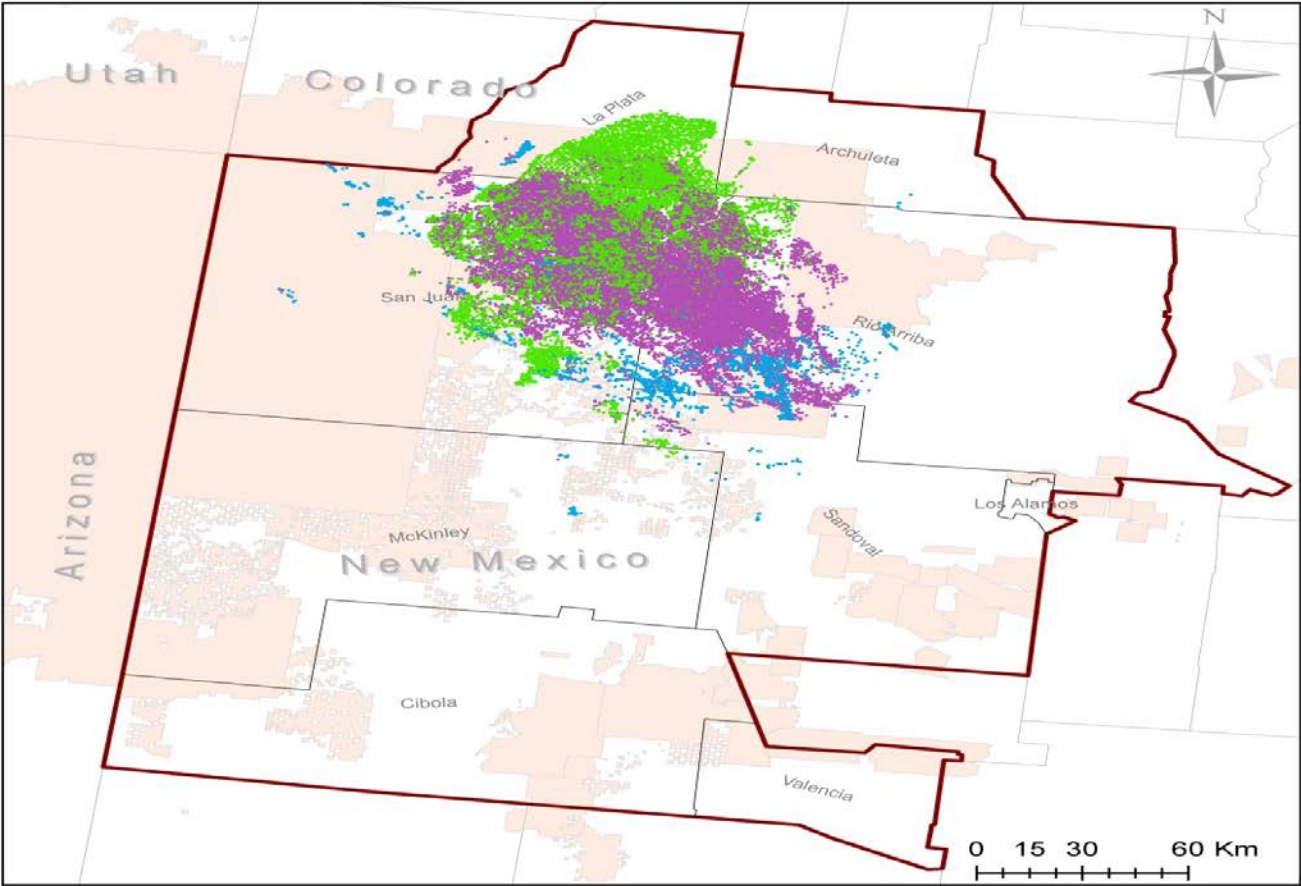 N
Utah
Colorado
La Plata
Archuleta
San Juan
Rio Arriba
Arizona
McKinley
Los Alamos
Sandoval
New Mexico
Cibola
Valencia
0 15 30 60 Km